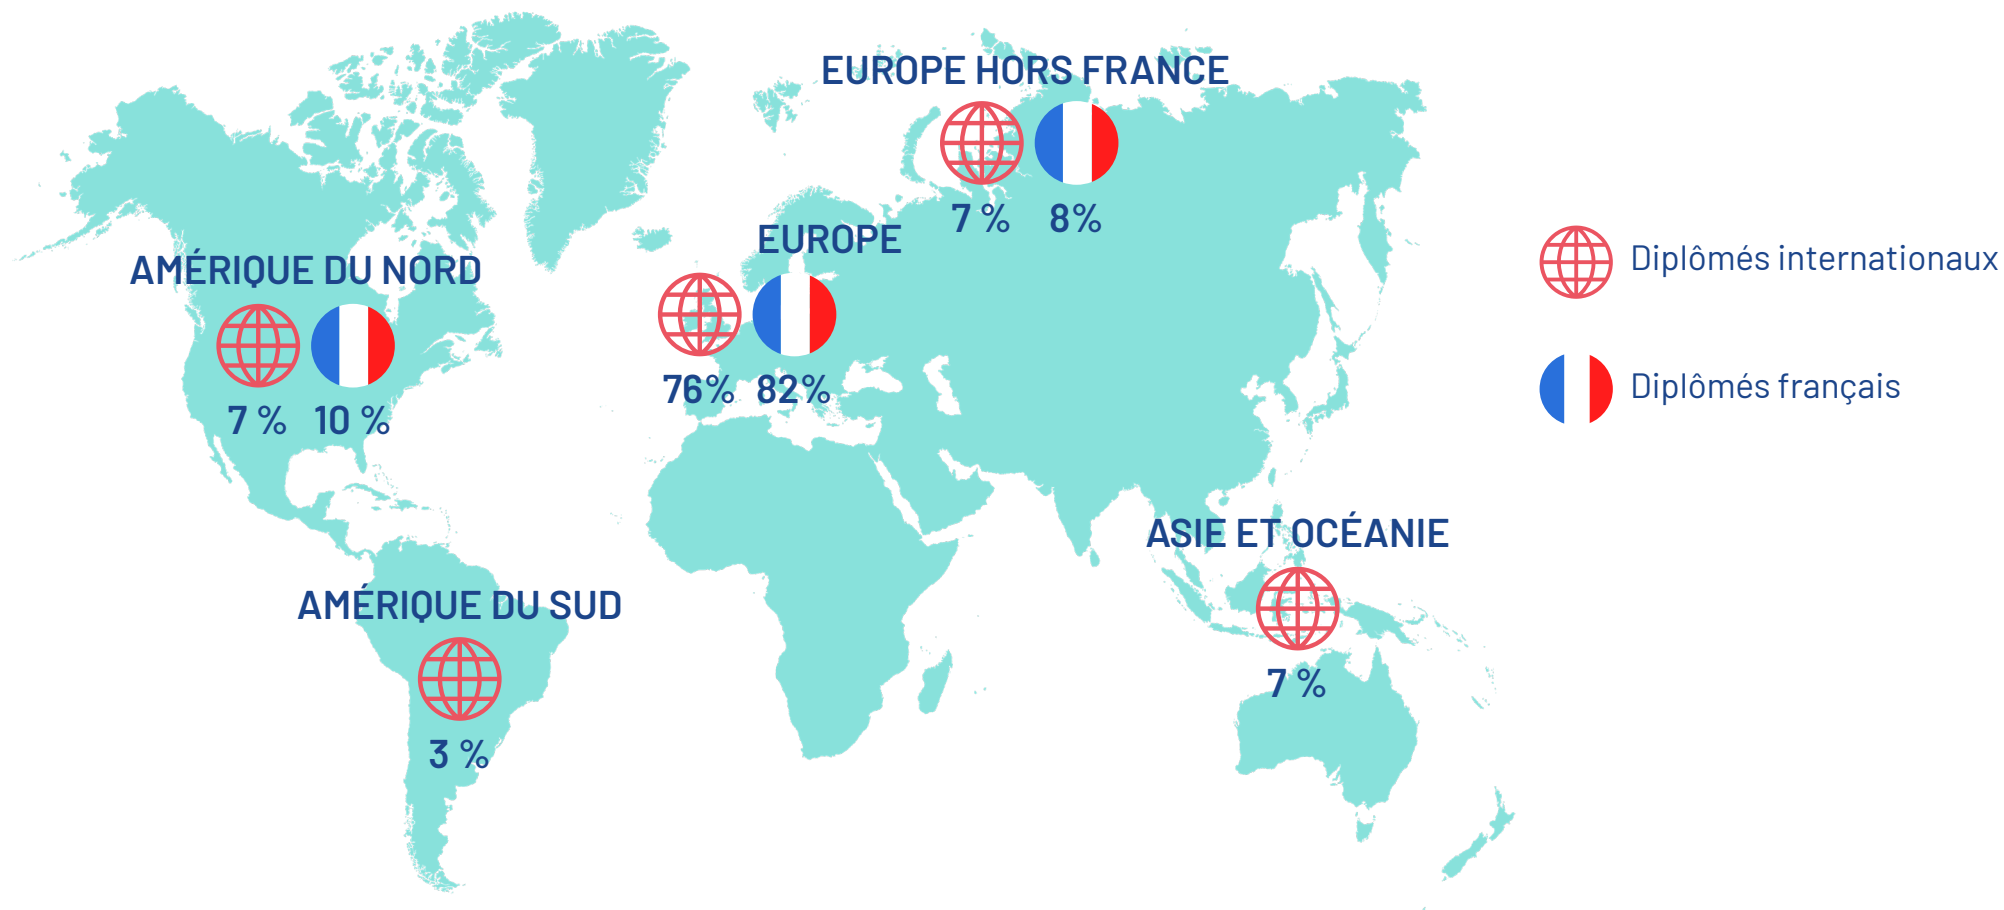 EUROPE HORS FRANCE
7 % 8%
EUROPE
76% 82%
AMÉRIQUE DU NORD
7 % 10 %
AMÉRIQUE DU SUD
3 %
ASIE ET OCÉANIE
7 %
Diplômés internationaux
Diplômés français